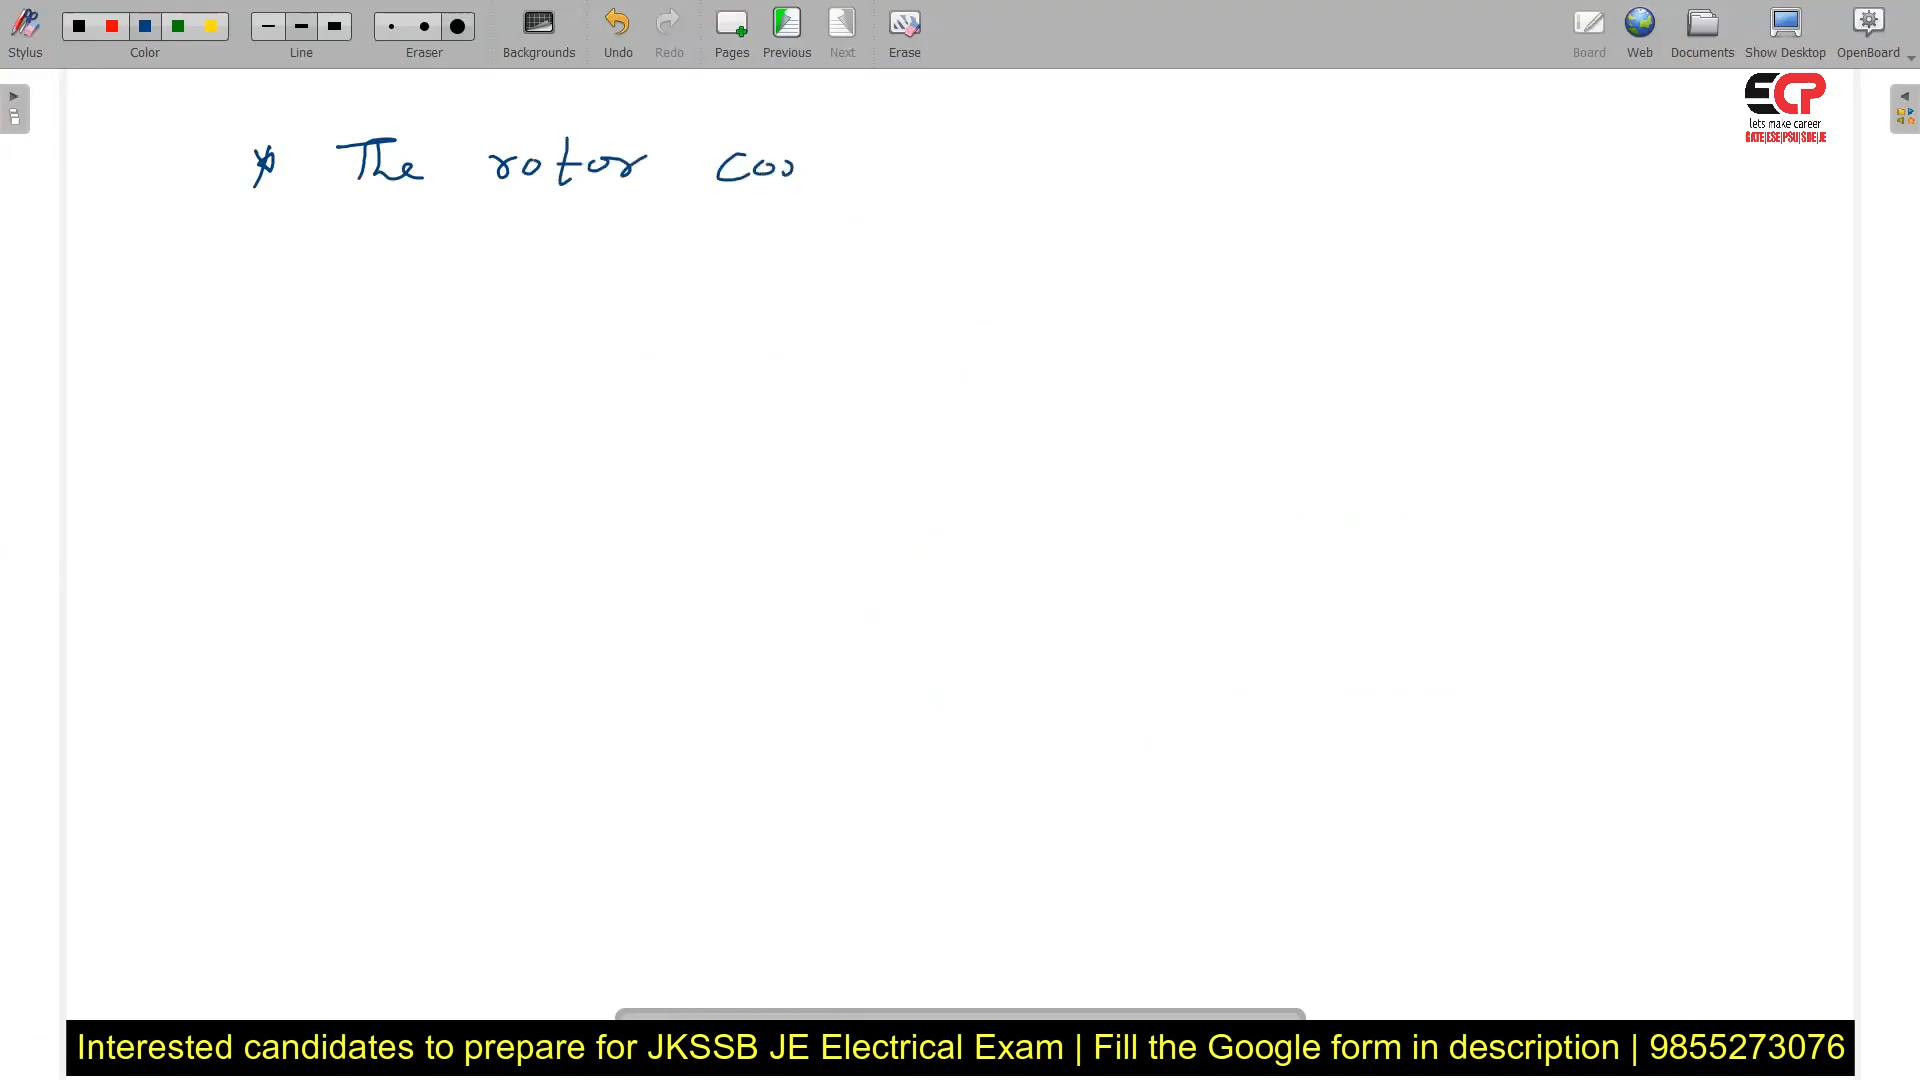 Stylus Color Line Eraser Backgrounds Undo Redo Pages Previous Next Erase Board Web Documents Show Desktop OpenBoard
ECP
lets make career
GATE|ESE|PSU|SDE|JE
* The rotor coo
Interested candidates to prepare for JKSSB JE Electrical Exam | Fill the Google form in description | 9855273076